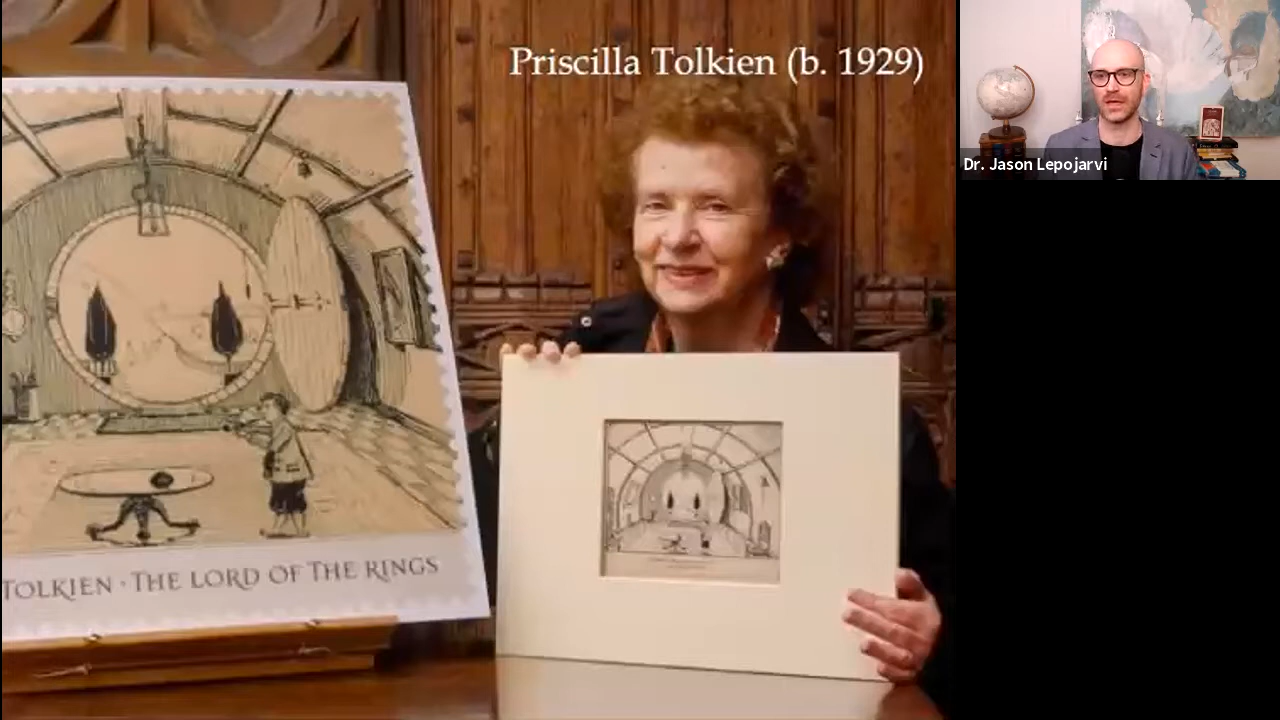 Priscilla Tolkien (b. 1929)
Dr. Jason Lepojarvi
TOLKIEN · THE LORD OF THE RINGS